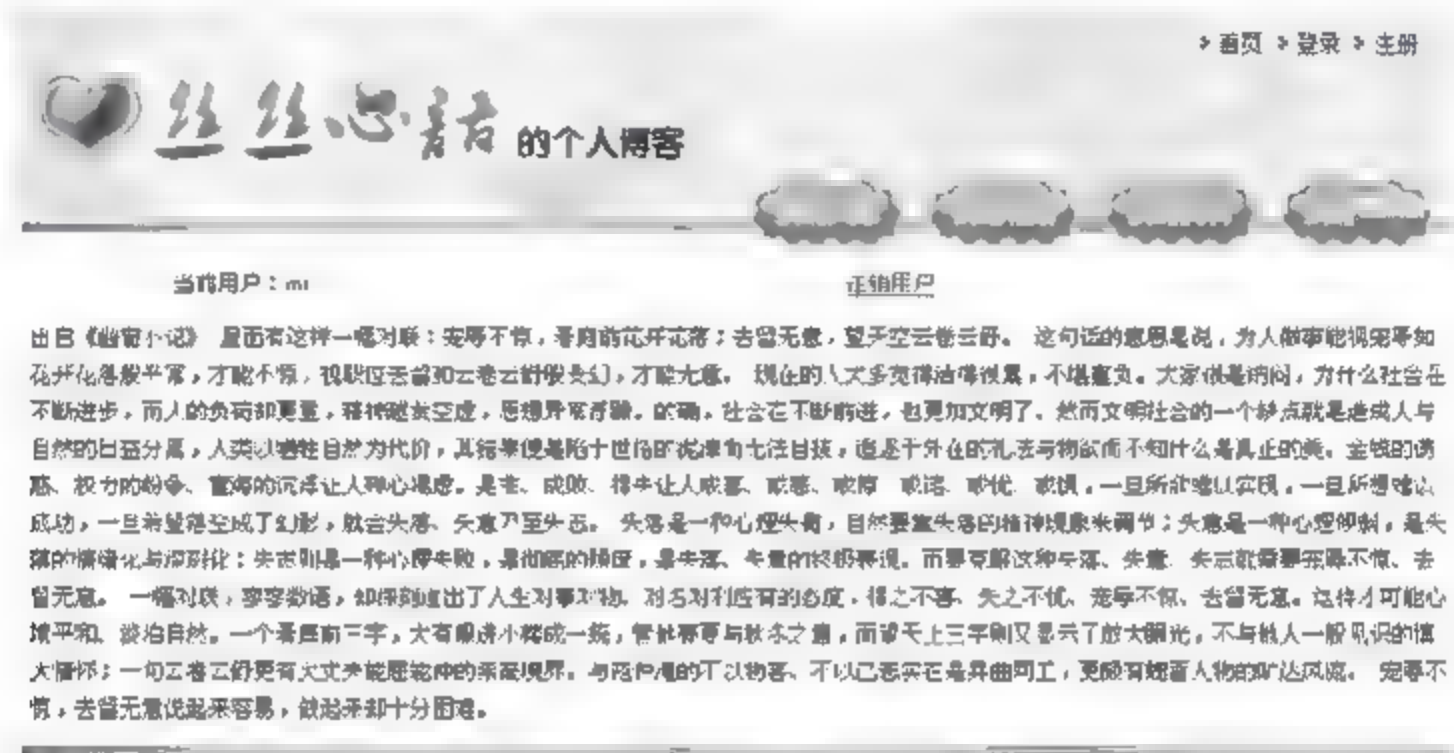 首页 登录 注册
丝丝心语 的个人博客
当前用户：mr 注销用户
出自《幽窗小记》 里面有这样一幅对联：宠辱不惊，看庭前花开花落；去留无意，望天空云卷云舒。 这句话的意思是说，为人做事能视宠辱如
花开花落般平常，才能不惊，视职位去留如云卷云舒般变幻，才能无意。 现在的人大多觉得活得很累，不堪重负。大家很是纳闷，为什么社会在
不断进步，而人的负荷却更重，精神越发空虚，思想异常浮躁。的确，社会在不断前进，也更加文明了。然而文明社会的一个缺点就是造成人与
自然的日益分离，人类以牺牲自然为代价，其结果便是陷于世俗的泥淖而无法自拔，追逐于外在的礼法与物欲而不知什么是真正的美。金钱的诱
惑、权力的纷争、宦海的沉浮让人殚心竭虑。是非、成败、得失让人或喜、或悲、或惊、或诧、或忧、或惧，一旦所欲难以实现，一旦所想难以
成功，一旦希望落空成了幻影，就会失落、失意乃至失志。 失落是一种心理失衡，自然要靠失落的精神现象来调节；失意是一种心理倾斜，是失
落的情绪化与深刻化；失志则是一种心理失败，是彻底的颓废，是失落、失意的终极表现。而要克服这种失落、失意、失志就需要宠辱不惊、去
留无意。 一幅对联，寥寥数语，却深刻道出了人生对事对物、对名对利应有的态度，得之不喜、失之不忧、宠辱不惊、去留无意。这样才可能心
境平和、淡泊自然。一个看庭前三字，大有躲进小楼成一统，管他春夏与秋冬之意，而望天上三字则又显示了放大眼光，不与他人一般见识的博
大情怀；一句云卷云舒更有大丈夫能屈能伸的崇高境界。与范仲淹的不以物喜、不以己悲实在是异曲同工，更颇有魏晋人物的旷达风流。 宠辱不
惊，去留无意说起来容易，做起来却十分困难。